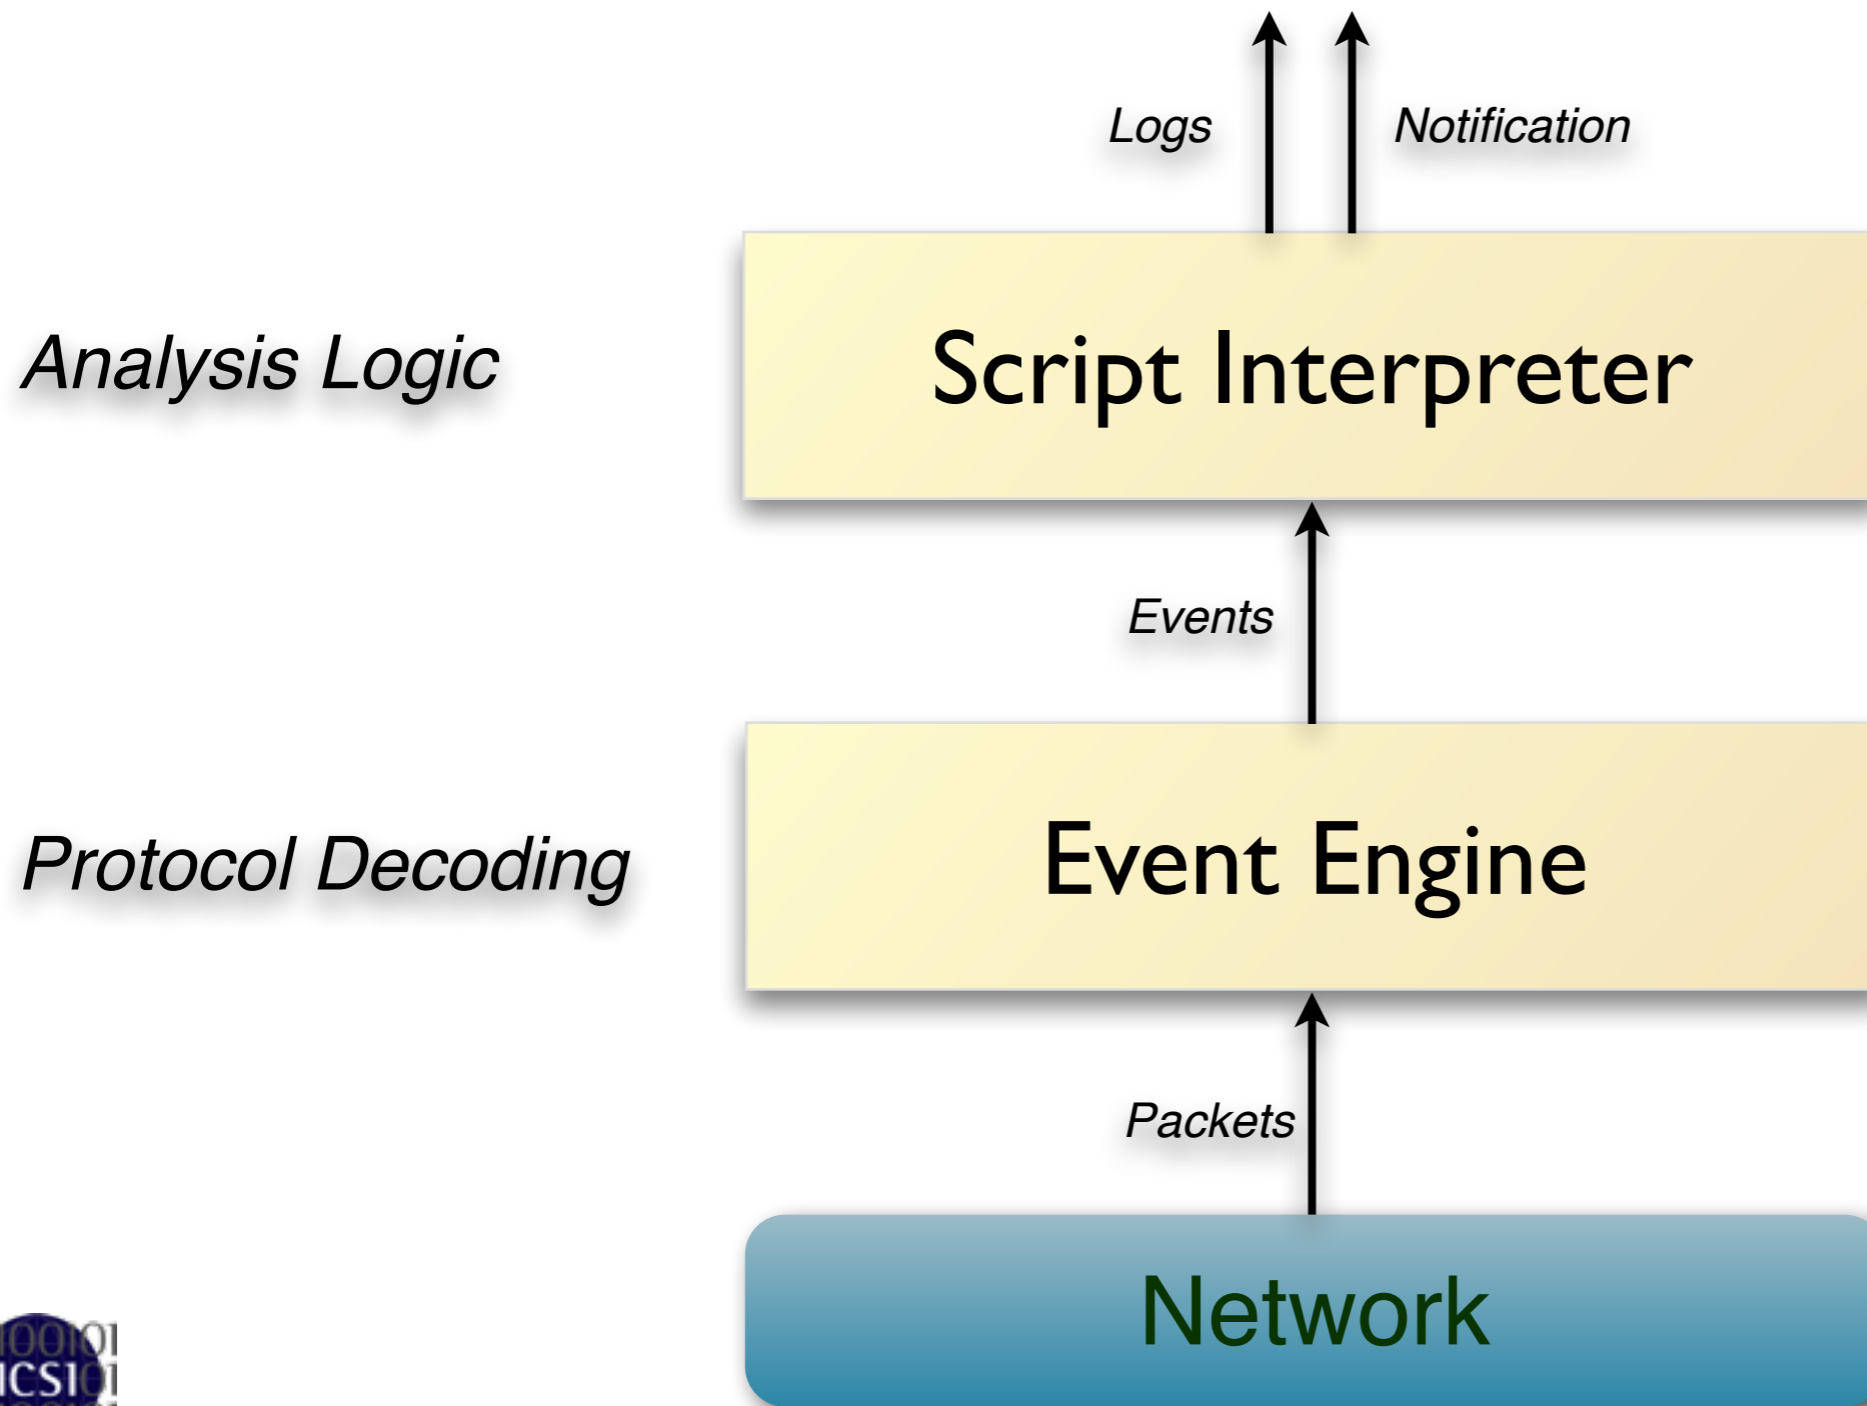 Logs
Notification
Analysis Logic
Script Interpreter
Events
Protocol Decoding
Event Engine
Packets
Network
ICSI